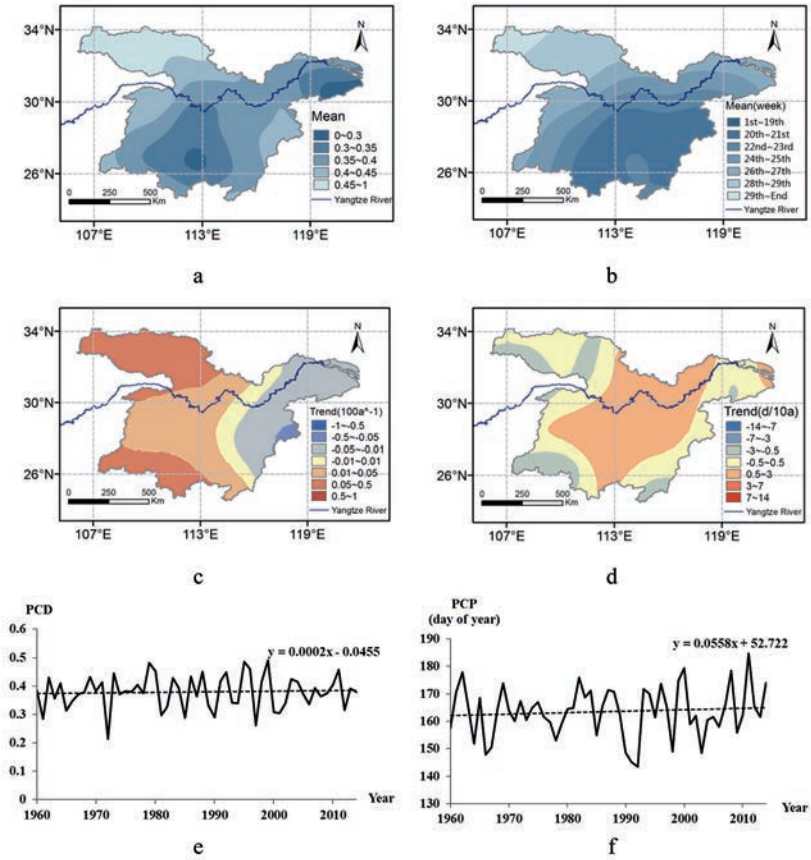 34°N
30°N
26°N
N
Mean
0~0.3
0.3~0.35
0.35~0.4
0.4~0.45
0.45~1
Yangtze River
0 250 500
Km
107°E 113°E 119°E
a
34°N
30°N
26°N
N
Mean(week)
1st~19th
20th~21st
22nd~23rd
24th~25th
26th~27th
28th~29th
29th~End
Yangtze River
0 250 500
Km
107°E 113°E 119°E
b
34°N
30°N
26°N
N
Trend(100a^-1)
-1~-0.5
-0.5~-0.05
-0.05~-0.01
-0.01~0.01
0.01~0.05
0.05~0.5
0.5~1
Yangtze River
0 250 500
Km
107°E 113°E 119°E
c
34°N
30°N
26°N
N
Trend(d/10a)
-14~-7
-7~-3
-3~-0.5
-0.5~0.5
0.5~3
3~7
7~14
Yangtze River
0 250 500
Km
107°E 113°E 119°E
d
PCD
0.6
0.5
0.4
0.3
0.2
0.1
0
y = 0.0002x - 0.0455
Year
1960 1970 1980 1990 2000 2010
e
PCP
(day of year)
190
180
170
160
150
140
130
y = 0.0558x + 52.722
Year
1960 1970 1980 1990 2000 2010
f